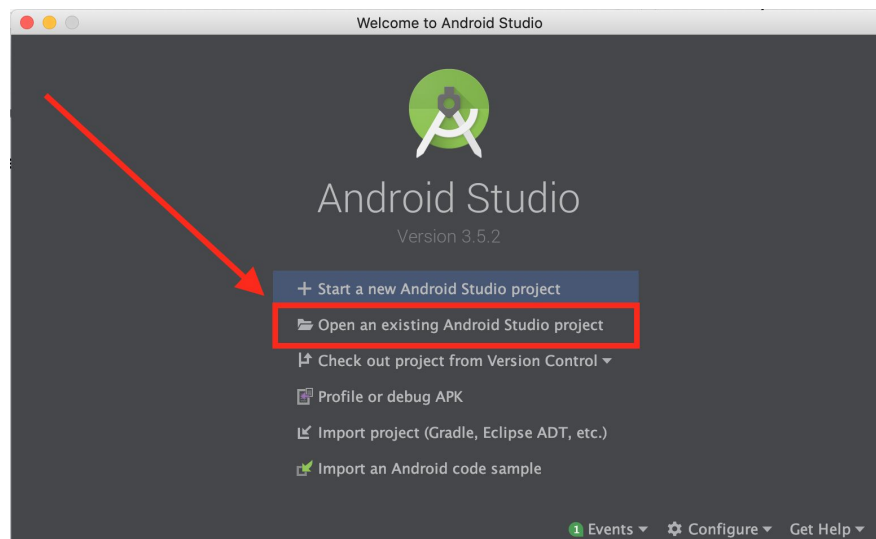 Welcome to Android Studio
Android Studio
Version 3.5.2
Start a new Android Studio project
Open an existing Android Studio project
Check out project from Version Control
Profile or debug APK
Import project (Gradle, Eclipse ADT, etc.)
Import an Android code sample
1 Events Configure Get Help